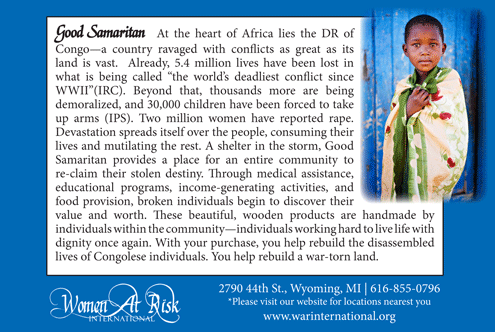 Good Samaritan At the heart of Africa lies the DR of
Congo—a country ravaged with conflicts as great as its
land is vast. Already, 5.4 million lives have been lost in
what is being called “the world’s deadliest conflict since
WWII”(IRC). Beyond that, thousands more are being
demoralized, and 30,000 children have been forced to take
up arms (IPS). Two million women have reported rape.
Devastation spreads itself over the people, consuming their
lives and mutilating the rest. A shelter in the storm, Good
Samaritan provides a place for an entire community to
re-claim their stolen destiny. Through medical assistance,
educational programs, income-generating activities, and
food provision, broken individuals begin to discover their
value and worth. These beautiful, wooden products are handmade by
individuals within the community—individuals working hard to live life with
dignity once again. With your purchase, you help rebuild the disassembled
lives of Congolese individuals. You help rebuild a war-torn land.
Women At Risk
INTERNATIONAL
2790 44th St., Wyoming, MI | 616-855-0796
*Please visit our website for locations nearest you
www.warinternational.org